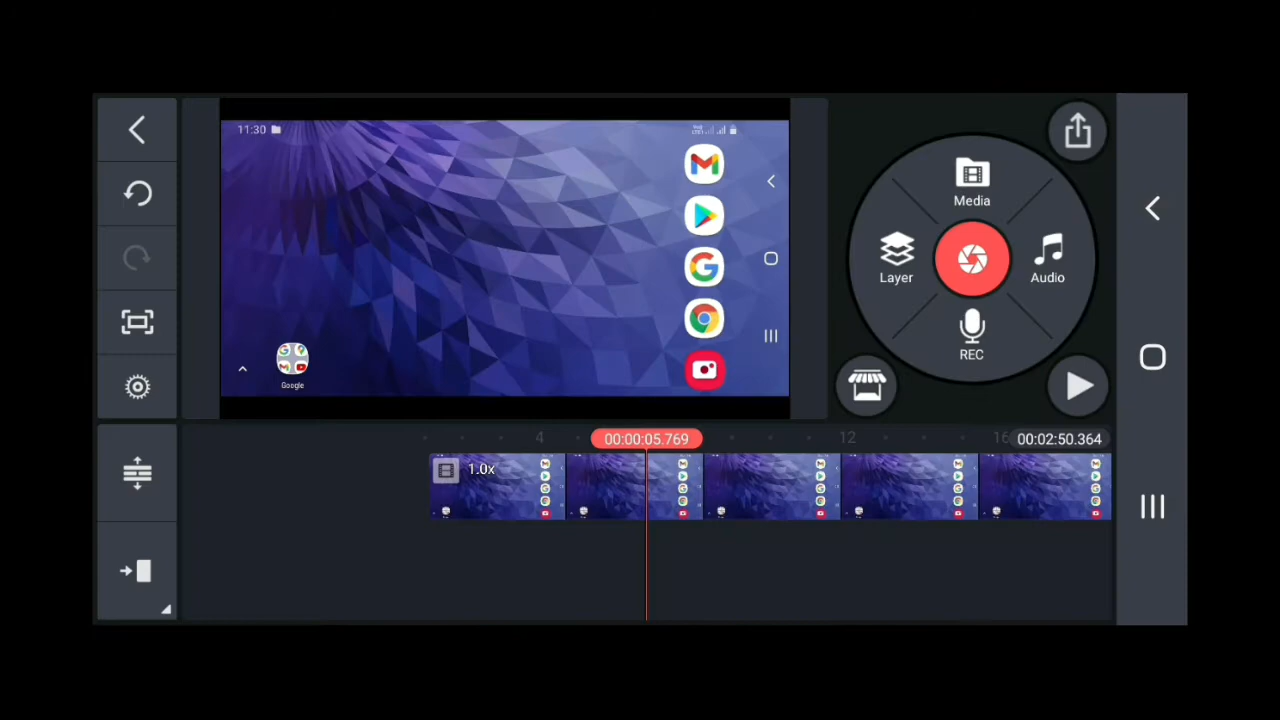 11:30
Google
Media
Layer
Audio
REC
4
00:00:05.769
12
16
00:02:50.364
1.0x